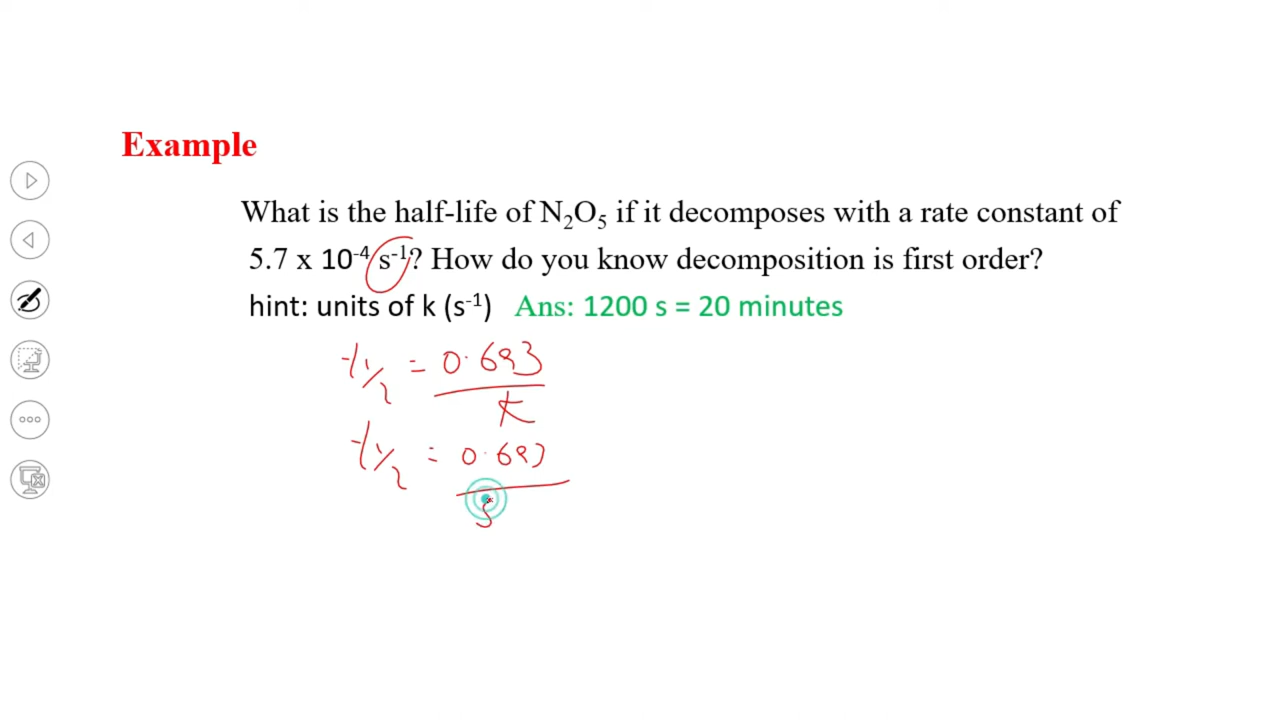 Example
What is the half-life of N₂O₅ if it decomposes with a rate constant of
5.7 x 10⁻⁴ s⁻¹? How do you know decomposition is first order?
hint: units of k (s⁻¹) Ans: 1200 s = 20 minutes
t1/2 = 0.693
K
t1/2 = 0.693
5